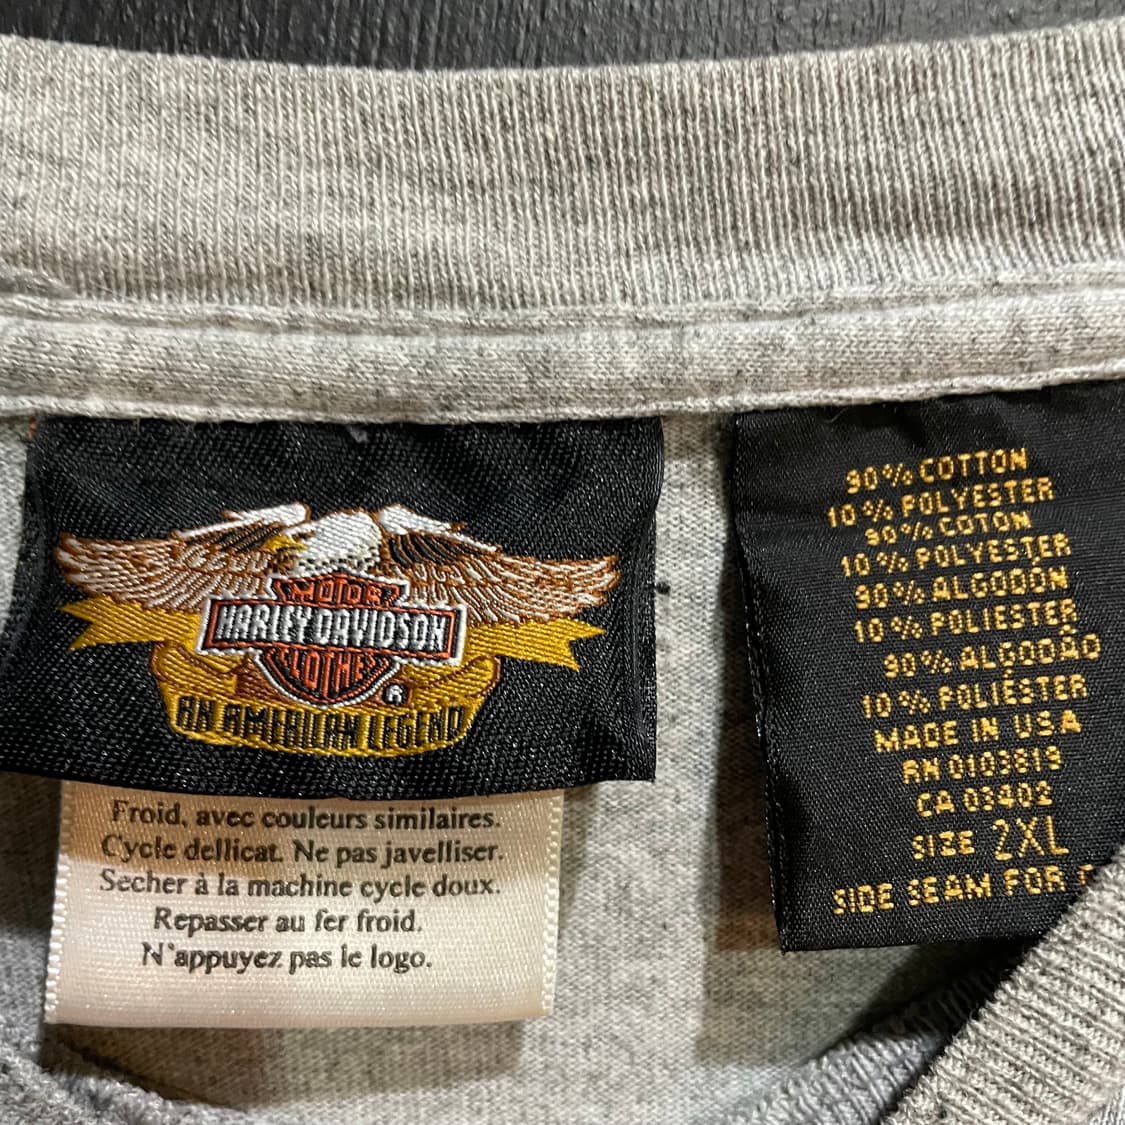 MOTOR
HARLEY DAVIDSON
CLOTHES
®
AN AMERICAN LEGEND
Froid, avec couleurs similaires.
Cycle dellicat. Ne pas javelliser.
Secher à la machine cycle doux.
Repasser au fer froid.
N'appuyez pas le logo.
90% COTTON
10% POLYESTER
90% COTON
10% POLYESTER
90% ALGODÓN
10% POLIESTER
90% ALGODÃO
10% POLIÉSTER
MADE IN USA
RN 0103819
CA 03402
SIZE 2XL
SIDE SEAM FOR